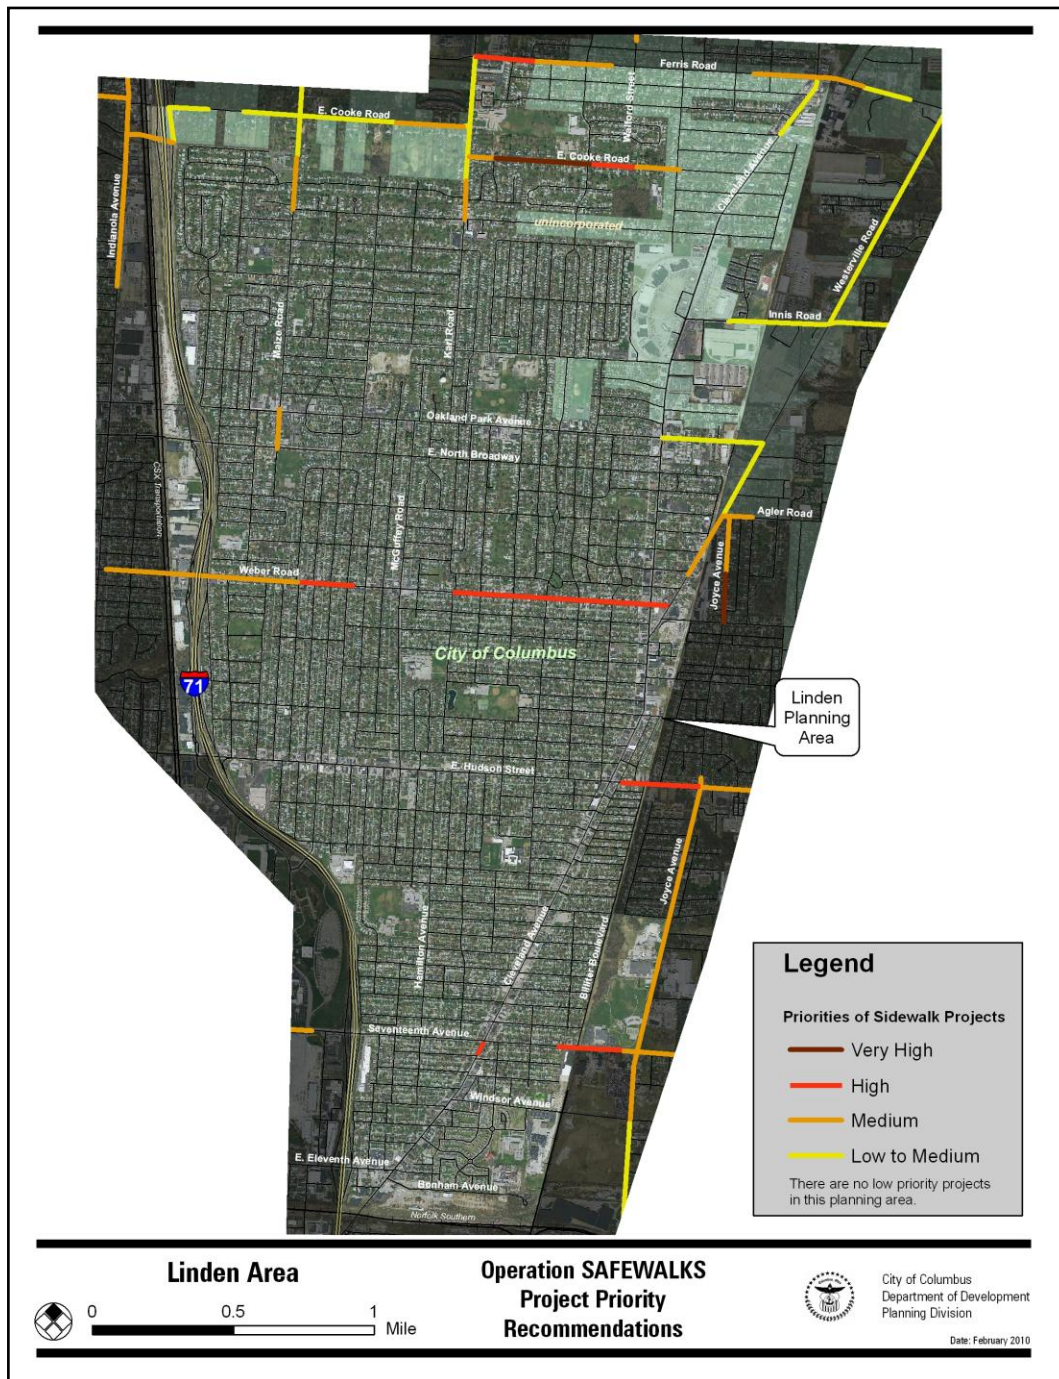 Ferris Road
Walford Street
E. Cooke Road
E. Cooke Road
Cleveland Avenue
Indianola Avenue
unincorporated
Westerville Road
Innis Road
Maize Road
Karl Road
Oakland Park Avenue
E. North Broadway
CSX Transportation
McGuffey Road
Agler Road
Weber Road
Joyce Avenue
City of Columbus
71
Linden
Planning
Area
E. Hudson Street
Joyce Avenue
Hamilton Avenue
Cleveland Avenue
Billiter Boulevard
Seventeenth Avenue
Windsor Avenue
E. Eleventh Avenue
Bonham Avenue
Norfolk Southern
Legend
Priorities of Sidewalk Projects
Very High
High
Medium
Low to Medium
There are no low priority projects
in this planning area.
Linden Area
0 0.5 1
Mile
Operation SAFEWALKS
Project Priority
Recommendations
City of Columbus
Department of Development
Planning Division
Date: February 2010